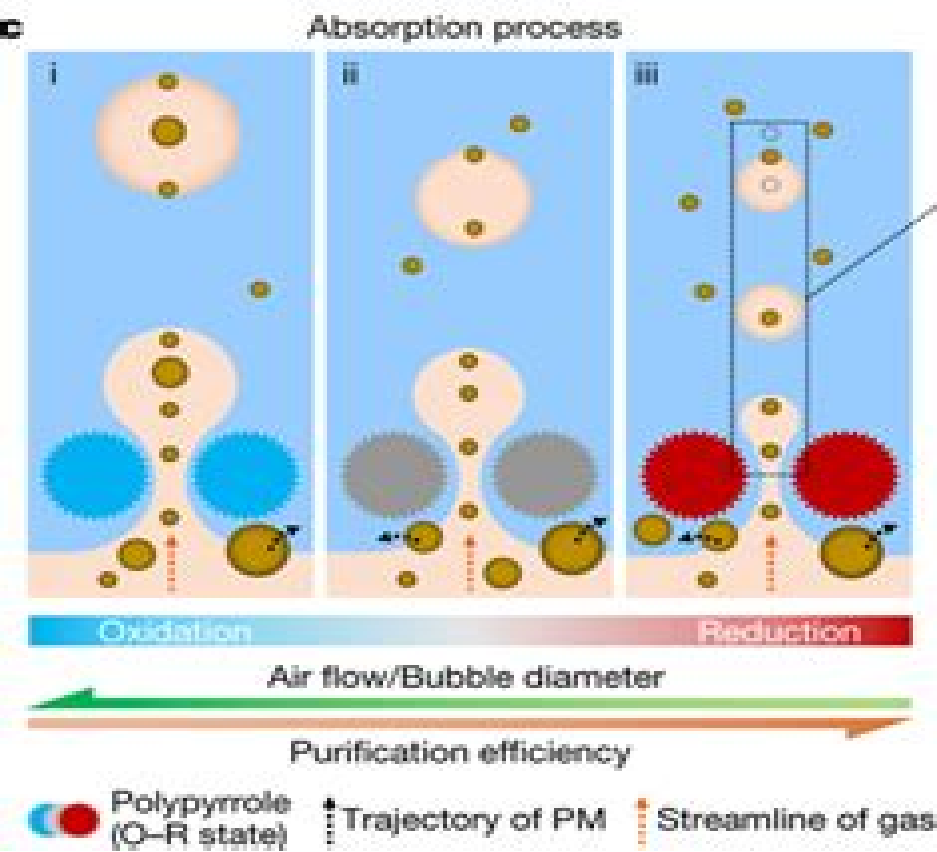 c
Absorption process
i
ii
iii
Oxidation
Reduction
Air flow/Bubble diameter
Purification efficiency
Polypyrrole
(O–R state)
Trajectory of PM
Streamline of gas